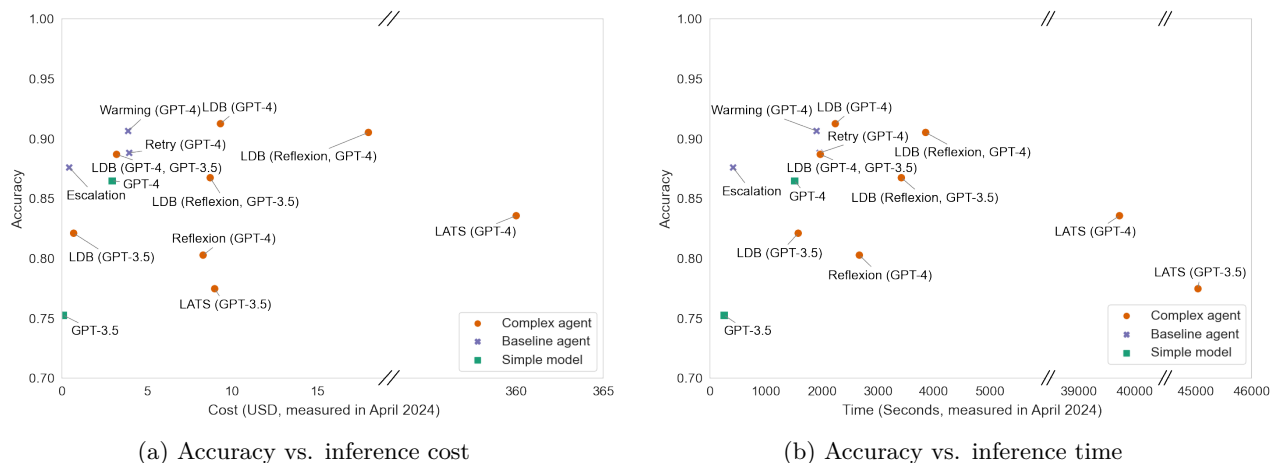 1.00
0.95
0.90
0.85
0.80
0.75
0.70
Accuracy
Warming (GPT-4)
LDB (GPT-4)
Retry (GPT-4)
LDB (Reflexion, GPT-4)
LDB (GPT-4, GPT-3.5)
Escalation
GPT-4
LDB (Reflexion, GPT-3.5)
LATS (GPT-4)
Reflexion (GPT-4)
LDB (GPT-3.5)
LATS (GPT-3.5)
GPT-3.5
Complex agent
Baseline agent
Simple model
0 5 10 15 360 365
Cost (USD, measured in April 2024)
(a) Accuracy vs. inference cost
1.00
0.95
0.90
0.85
0.80
0.75
0.70
Accuracy
Warming (GPT-4)
LDB (GPT-4)
Retry (GPT-4)
LDB (Reflexion, GPT-4)
LDB (GPT-4, GPT-3.5)
Escalation
GPT-4
LDB (Reflexion, GPT-3.5)
LATS (GPT-4)
LDB (GPT-3.5)
Reflexion (GPT-4)
LATS (GPT-3.5)
GPT-3.5
Complex agent
Baseline agent
Simple model
0 1000 2000 3000 4000 5000 39000 40000 45000 46000
Time (Seconds, measured in April 2024)
(b) Accuracy vs. inference time